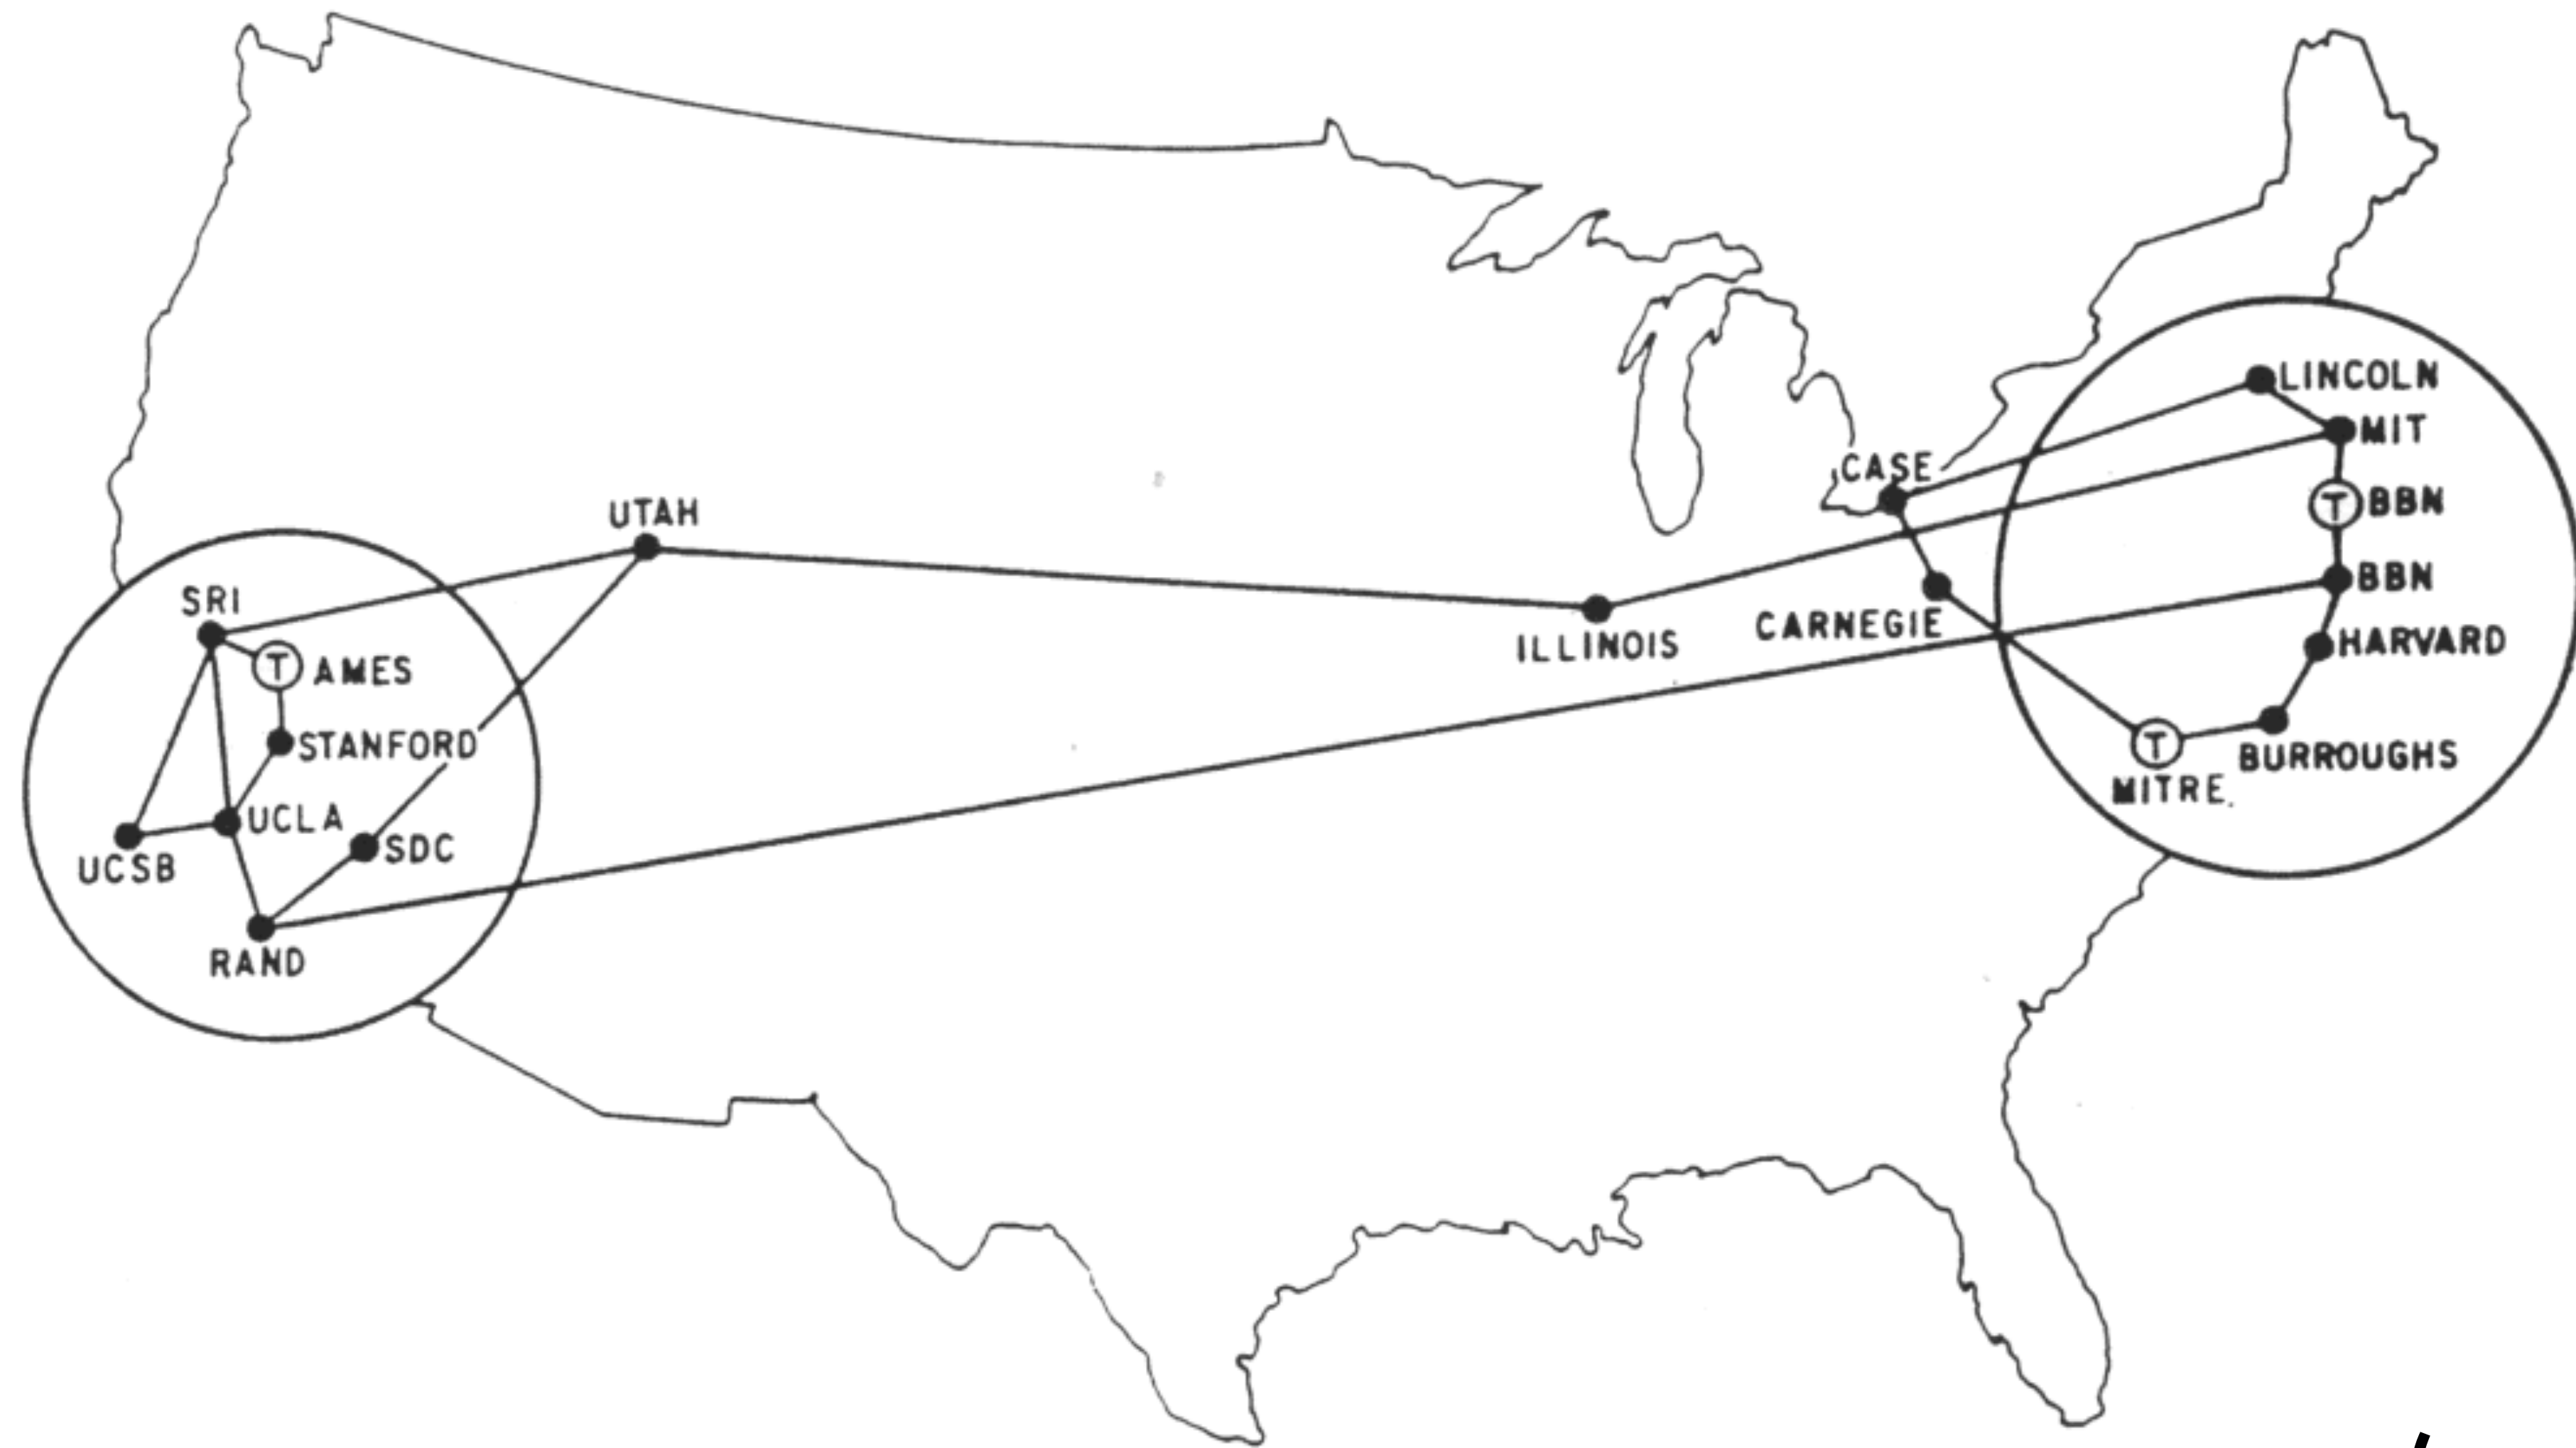 LINCOLN
MIT
T BBN
CASE
UTAH
BBN
SRI
CARNEGIE
HARVARD
ILLINOIS
T AMES
STANFORD
T
BURROUGHS
MITRE.
UCLA
SDC
UCSB
RAND